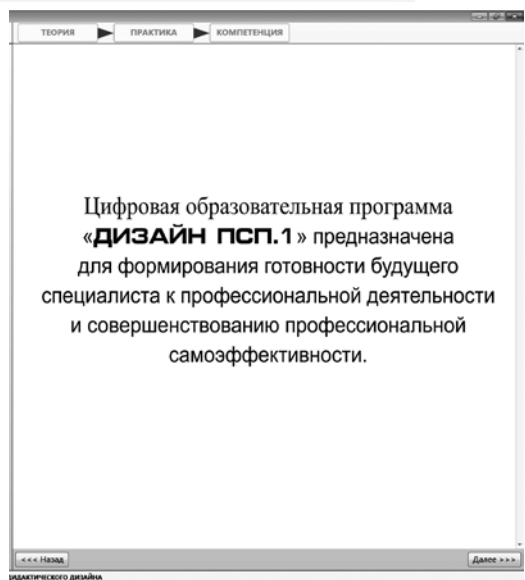 ТЕОРИЯ ПРАКТИКА КОМПЕТЕНЦИЯ
Цифровая образовательная программа
«ДИЗАЙН ПСП.1» предназначена
для формирования готовности будущего
специалиста к профессиональной деятельности
и совершенствованию профессиональной
самоэффективности.
<<< Назад Далее >>>
ДИДАКТИЧЕСКОГО ДИЗАЙНА